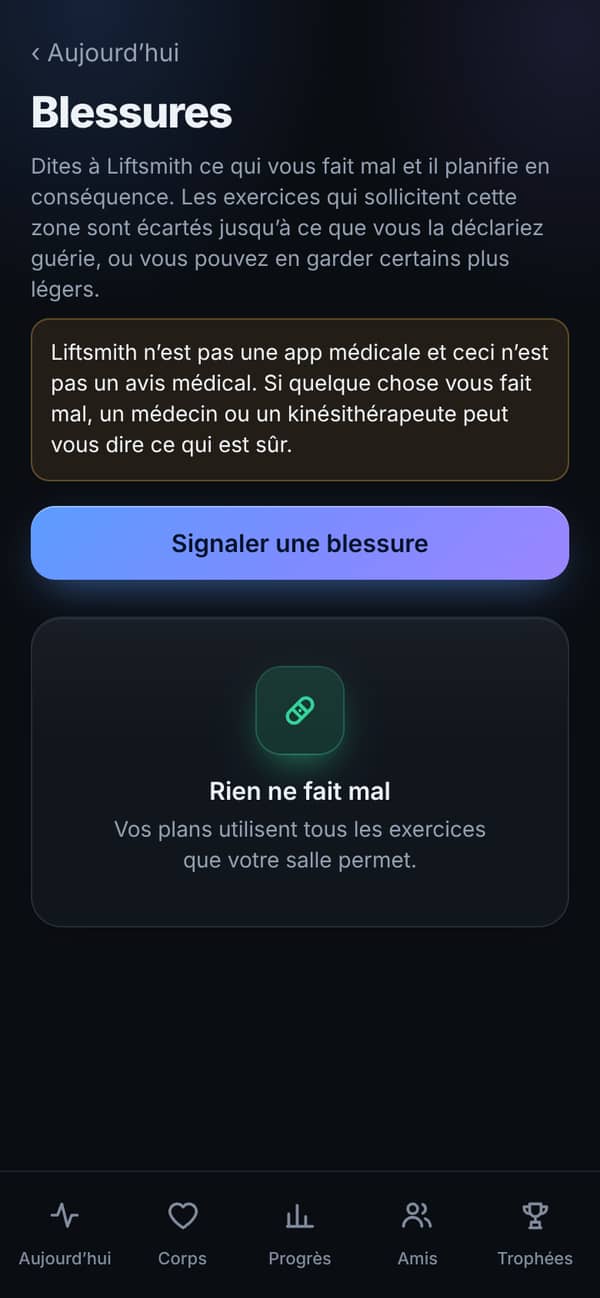 ‹ Aujourd’hui
Blessures
Dites à Liftsmith ce qui vous fait mal et il planifie en
conséquence. Les exercices qui sollicitent cette
zone sont écartés jusqu’à ce que vous la déclariez
guérie, ou vous pouvez en garder certains plus
légers.
Liftsmith n’est pas une app médicale et ceci n’est
pas un avis médical. Si quelque chose vous fait
mal, un médecin ou un kinésithérapeute peut
vous dire ce qui est sûr.
Signaler une blessure
Rien ne fait mal
Vos plans utilisent tous les exercices
que votre salle permet.
Aujourd’hui Corps Progrès Amis Trophées